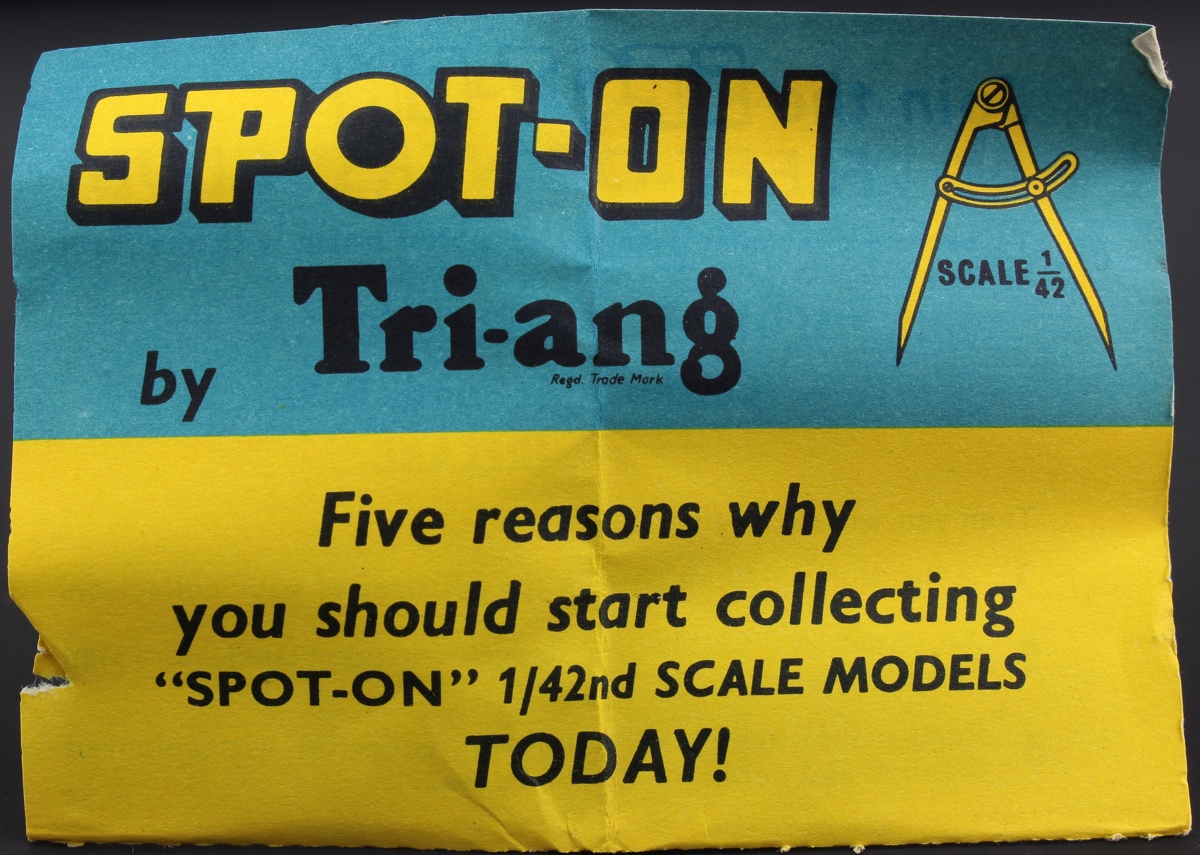 SPOT-ON
SCALE 1/42
by Tri-ang
Regd. Trade Mark
Five reasons why
you should start collecting
“SPOT-ON” 1/42nd SCALE MODELS
TODAY!